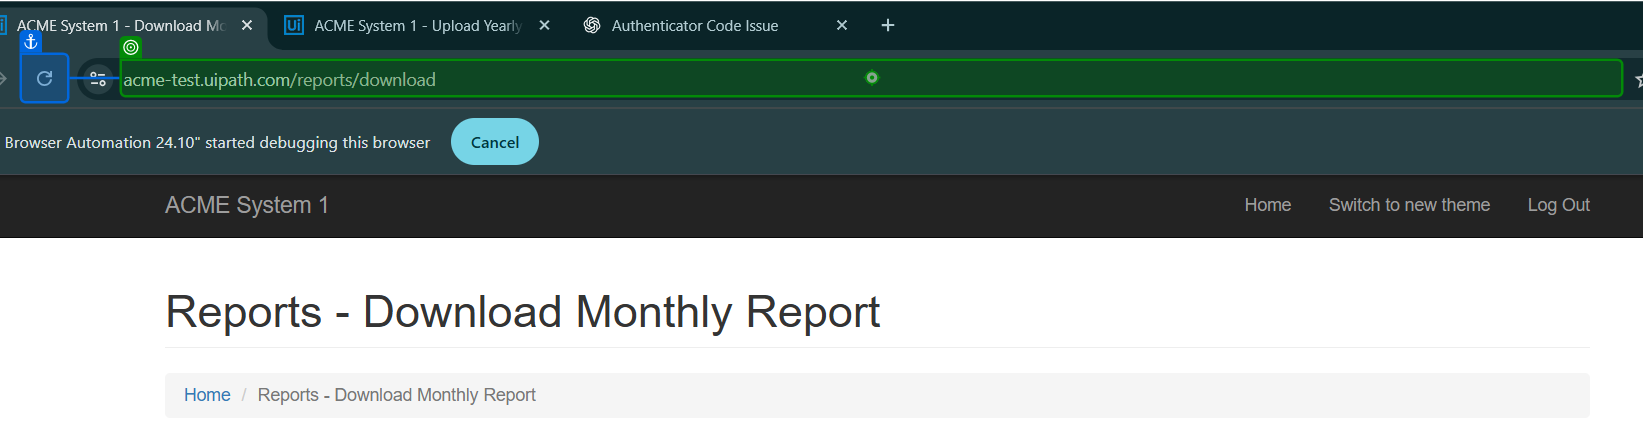 Ui ACME System 1 - Download Mo Ui ACME System 1 - Upload Yearly Authenticator Code Issue
acme-test.uipath.com/reports/download
Browser Automation 24.10" started debugging this browser Cancel
ACME System 1 Home Switch to new theme Log Out
Reports - Download Monthly Report
Home / Reports - Download Monthly Report